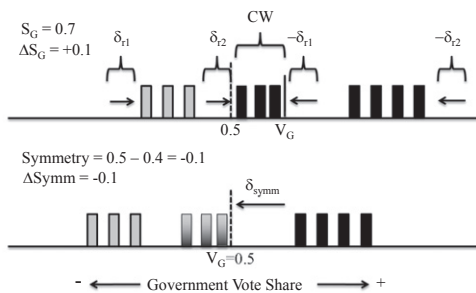 S_G = 0.7
ΔS_G = +0.1
δ_r1 δ_r2 CW −δ_r1 −δ_r2
0.5 V_G
Symmetry = 0.5 – 0.4 = -0.1
ΔSymm = -0.1
δ_symm
V_G=0.5
- Government Vote Share +